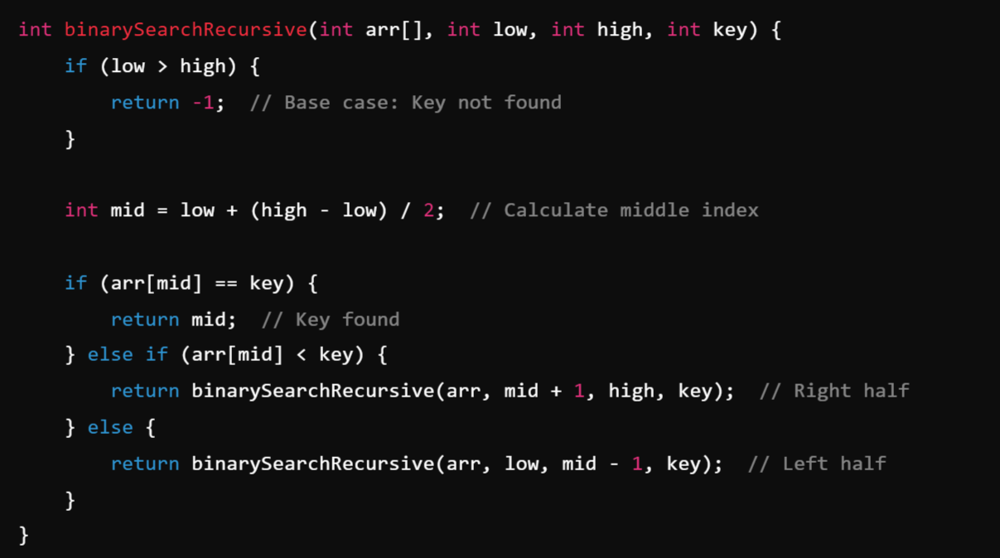 int binarySearchRecursive(int arr[], int low, int high, int key) {
    if (low > high) {
        return -1;  // Base case: Key not found
    }

    int mid = low + (high - low) / 2;  // Calculate middle index

    if (arr[mid] == key) {
        return mid;  // Key found
    } else if (arr[mid] < key) {
        return binarySearchRecursive(arr, mid + 1, high, key);  // Right half
    } else {
        return binarySearchRecursive(arr, low, mid - 1, key);  // Left half
    }
}